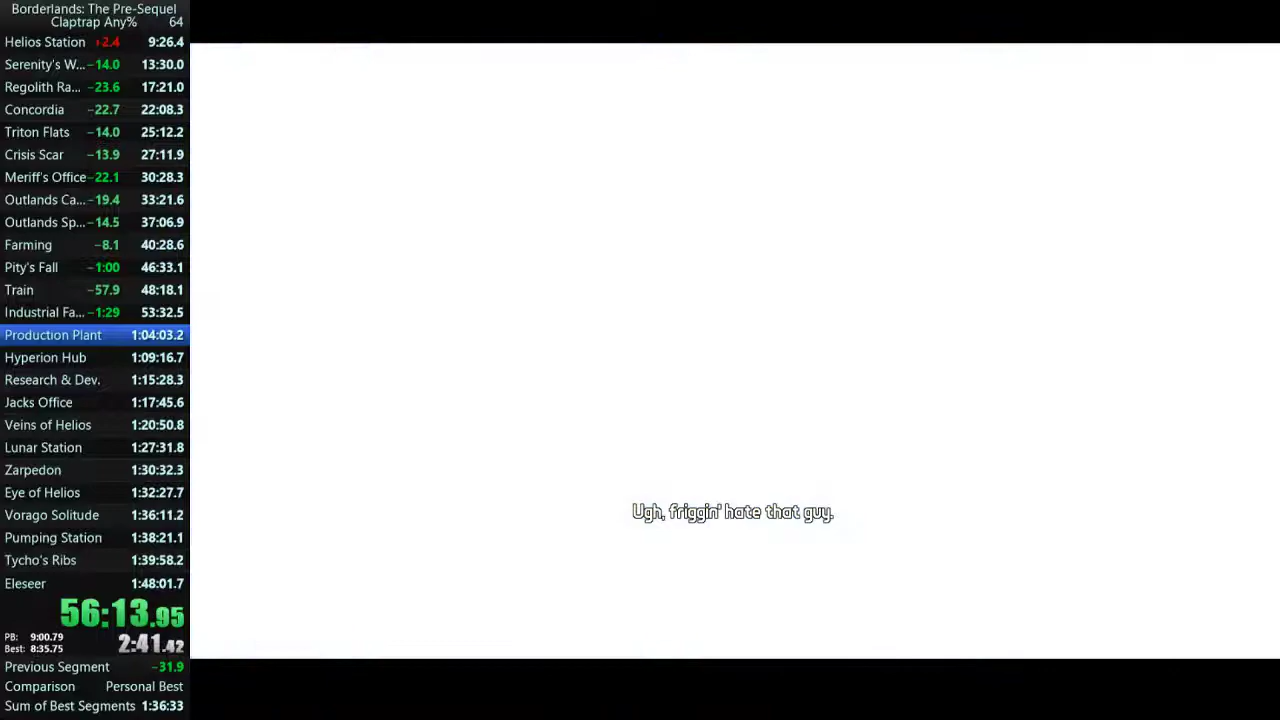 Borderlands: The Pre-Sequel
Claptrap Any% 64
Helios Station +2.4 9:26.4
Serenity's W... -14.0 13:30.0
Regolith Ra... -23.6 17:21.0
Concordia -22.7 22:08.3
Triton Flats -14.0 25:12.2
Crisis Scar -13.9 27:11.9
Meriff's Office -22.1 30:28.3
Outlands Ca... -19.4 33:21.6
Outlands Sp... -14.5 37:06.9
Farming -8.1 40:28.6
Pity's Fall -1:00 46:33.1
Train -57.9 48:18.1
Industrial Fa... -1:29 53:32.5
Production Plant 1:04:03.2
Hyperion Hub 1:09:16.7
Research & Dev. 1:15:28.3
Jacks Office 1:17:45.6
Veins of Helios 1:20:50.8
Lunar Station 1:27:31.8
Zarpedon 1:30:32.3
Eye of Helios 1:32:27.7
Vorago Solitude 1:36:11.2
Pumping Station 1:38:21.1
Tycho's Ribs 1:39:58.2
Eleseer 1:48:01.7
56:13.95
PB: 9:00.79
Best: 8:35.75
2:41.42
Previous Segment -31.9
Comparison Personal Best
Sum of Best Segments 1:36:33
Ugh, friggin' hate that guy.